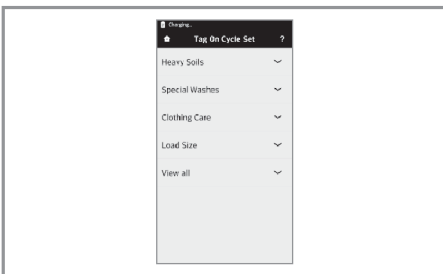 Charging..
Tag On Cycle Set ?
Heavy Soils
Special Washes
Clothing Care
Load Size
View all